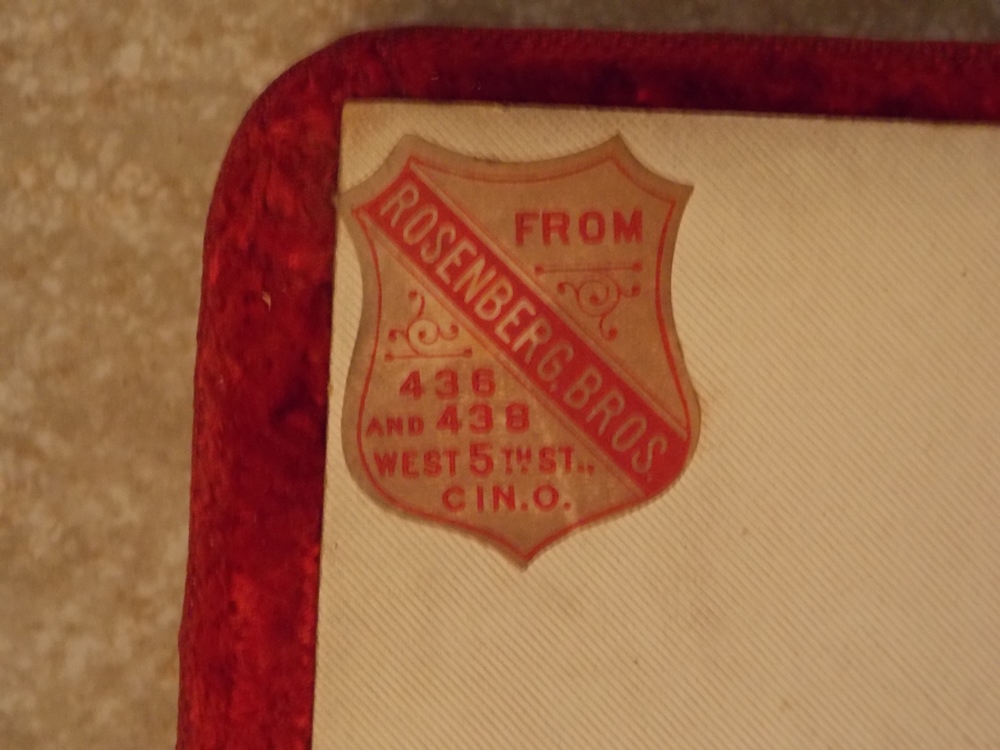 FROM
ROSENBERG, BROS.
436
AND 438
WEST 5TH ST.,
CIN. O.